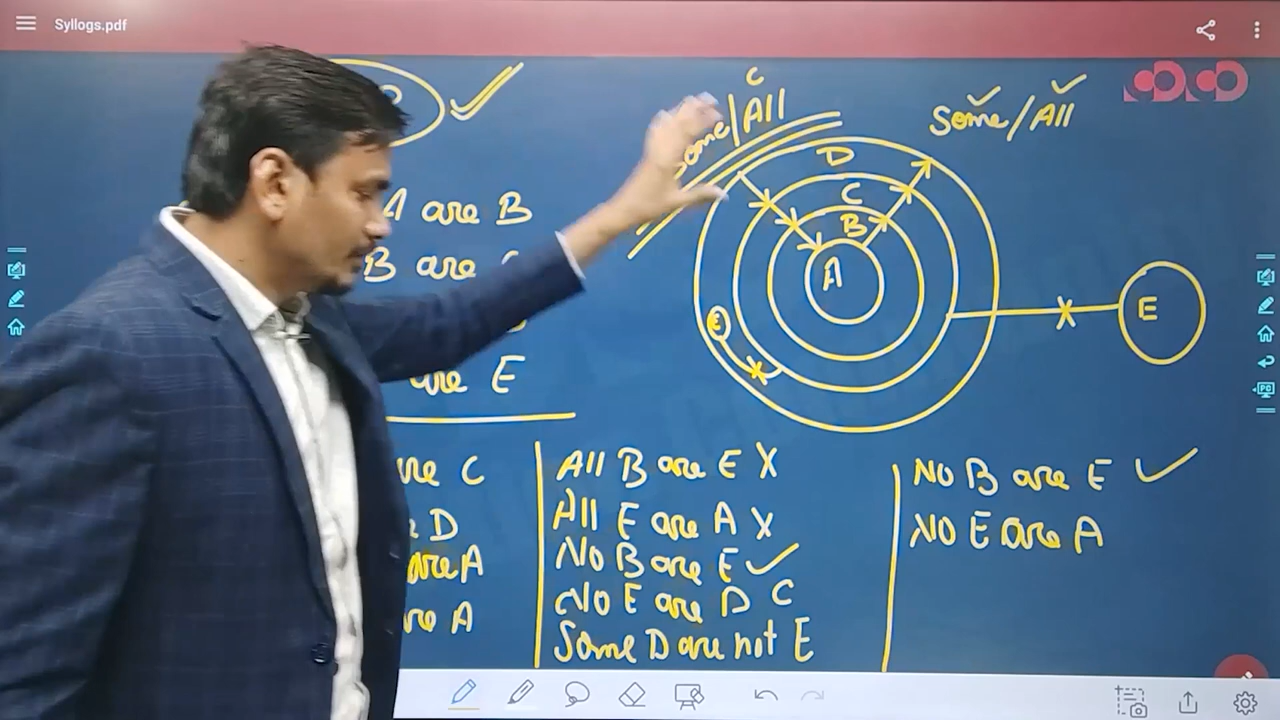 Syllogs.pdf
C
Some/All
Some/All
A are B
B are
are E
D
C
B
A
E
E
are C
D
are A
are A
All B are E X
All E are A X
No B are E ✓
No E are D C
Some D are not E
No B are E ✓
No E are A